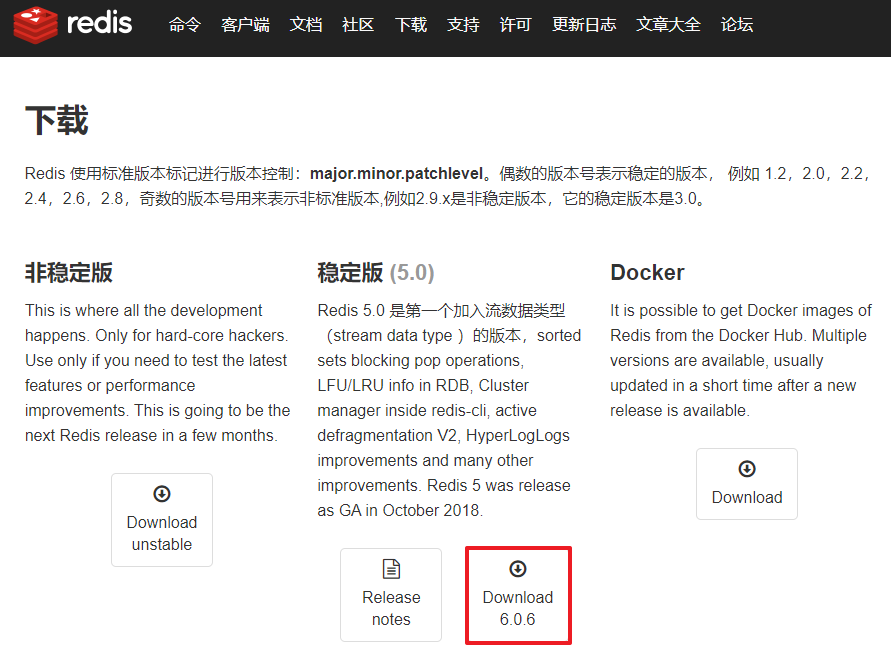 redis 命令 客户端 文档 社区 下载 支持 许可 更新日志 文章大全 论坛
下载
Redis 使用标准版本标记进行版本控制：major.minor.patchlevel。偶数的版本号表示稳定的版本， 例如 1.2，2.0，2.2，
2.4，2.6，2.8，奇数的版本号用来表示非标准版本,例如2.9.x是非稳定版本，它的稳定版本是3.0。
非稳定版
This is where all the development
happens. Only for hard-core hackers.
Use only if you need to test the latest
features or performance
improvements. This is going to be the
next Redis release in a few months.
Download
unstable
稳定版 (5.0)
Redis 5.0 是第一个加入流数据类型
（stream data type ）的版本，sorted
sets blocking pop operations,
LFU/LRU info in RDB, Cluster
manager inside redis-cli, active
defragmentation V2, HyperLogLogs
improvements and many other
improvements. Redis 5 was release
as GA in October 2018.
Release
notes
Download
6.0.6
Docker
It is possible to get Docker images of
Redis from the Docker Hub. Multiple
versions are available, usually
updated in a short time after a new
release is available.
Download